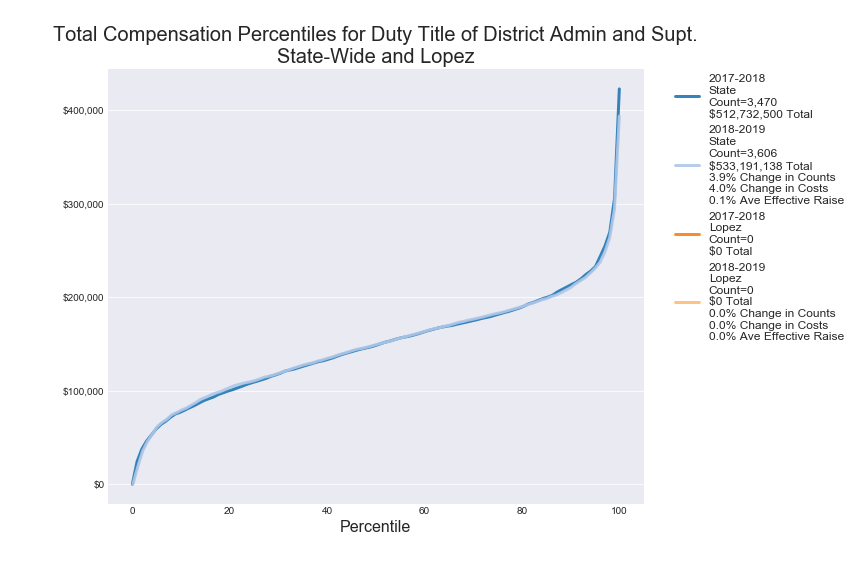 Total Compensation Percentiles for Duty Title of District Admin and Supt.
State-Wide and Lopez
$400,000
$300,000
$200,000
$100,000
$0
0
20
40
60
80
100
Percentile
2017-2018
State
Count=3,470
$512,732,500 Total
2018-2019
State
Count=3,606
$533,191,138 Total
3.9% Change in Counts
4.0% Change in Costs
0.1% Ave Effective Raise
2017-2018
Lopez
Count=0
$0 Total
2018-2019
Lopez
Count=0
$0 Total
0.0% Change in Counts
0.0% Change in Costs
0.0% Ave Effective Raise